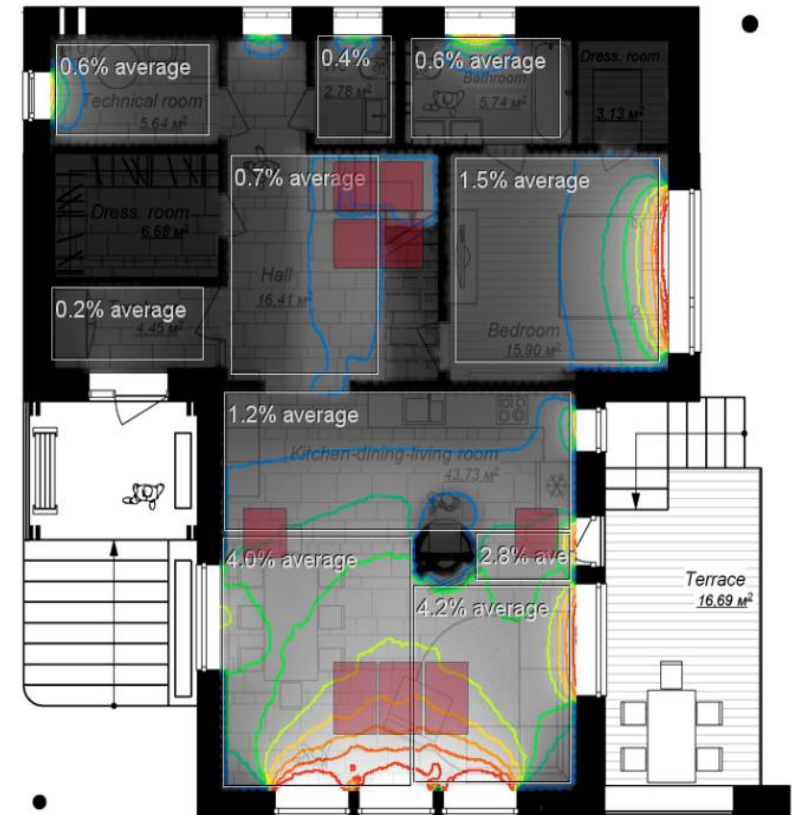 0.6% average
Technical room
5.64 м²
0.4%
2.78 м²
0.6% average
Bathroom
5.74 м²
Dress. room
3.13 м²
0.7% average
Hall
16.41 м²
1.5% average
Bedroom
15.90 м²
Dress. room
6.68 м²
0.2% average
4.45 м²
1.2% average
Kitchen-dining-living room
43.73 м²
4.0% average
2.8% aver
4.2% average
Terrace
16,69 м²